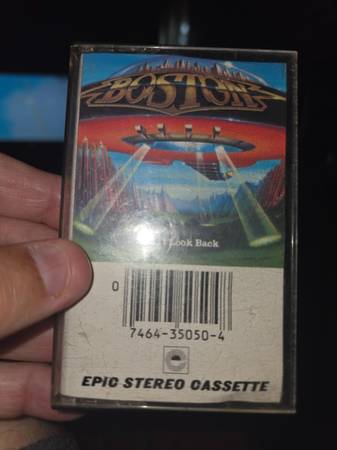 BOSTON
Look Back
0
7464-35050-4
EPIC STEREO CASSETTE